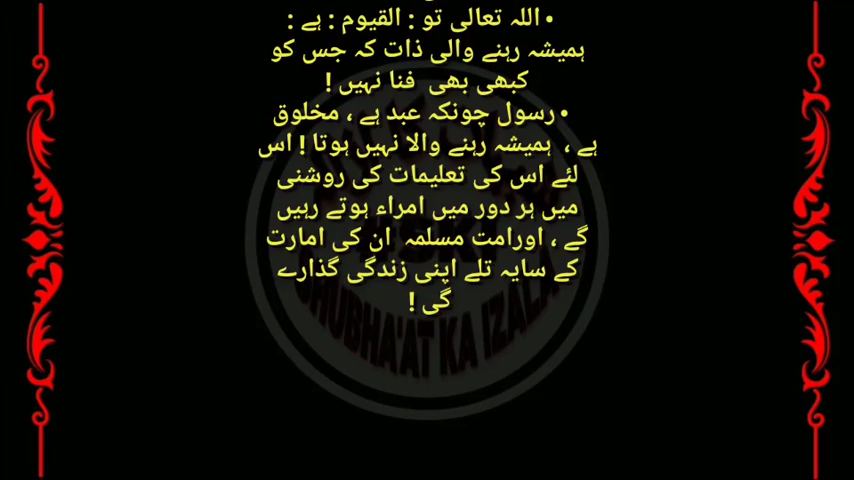 • اللہ تعالی تو : القیوم : ہے :
ہمیشہ رہنے والی ذات کہ جس کو
کبھی بھی فنا نہیں !
• رسول چونکہ عبد ہے ، مخلوق
ہے ، ہمیشہ رہنے والا نہیں ہوتا ! اس
لئے اس کی تعلیمات کی روشنی
میں ہر دور میں امراء ہوتے رہیں
گے ، اورامت مسلمہ ان کی امارت
کے سایہ تلے اپنی زندگی گذارے
گی !
SHUBHA'AT KA IZALA